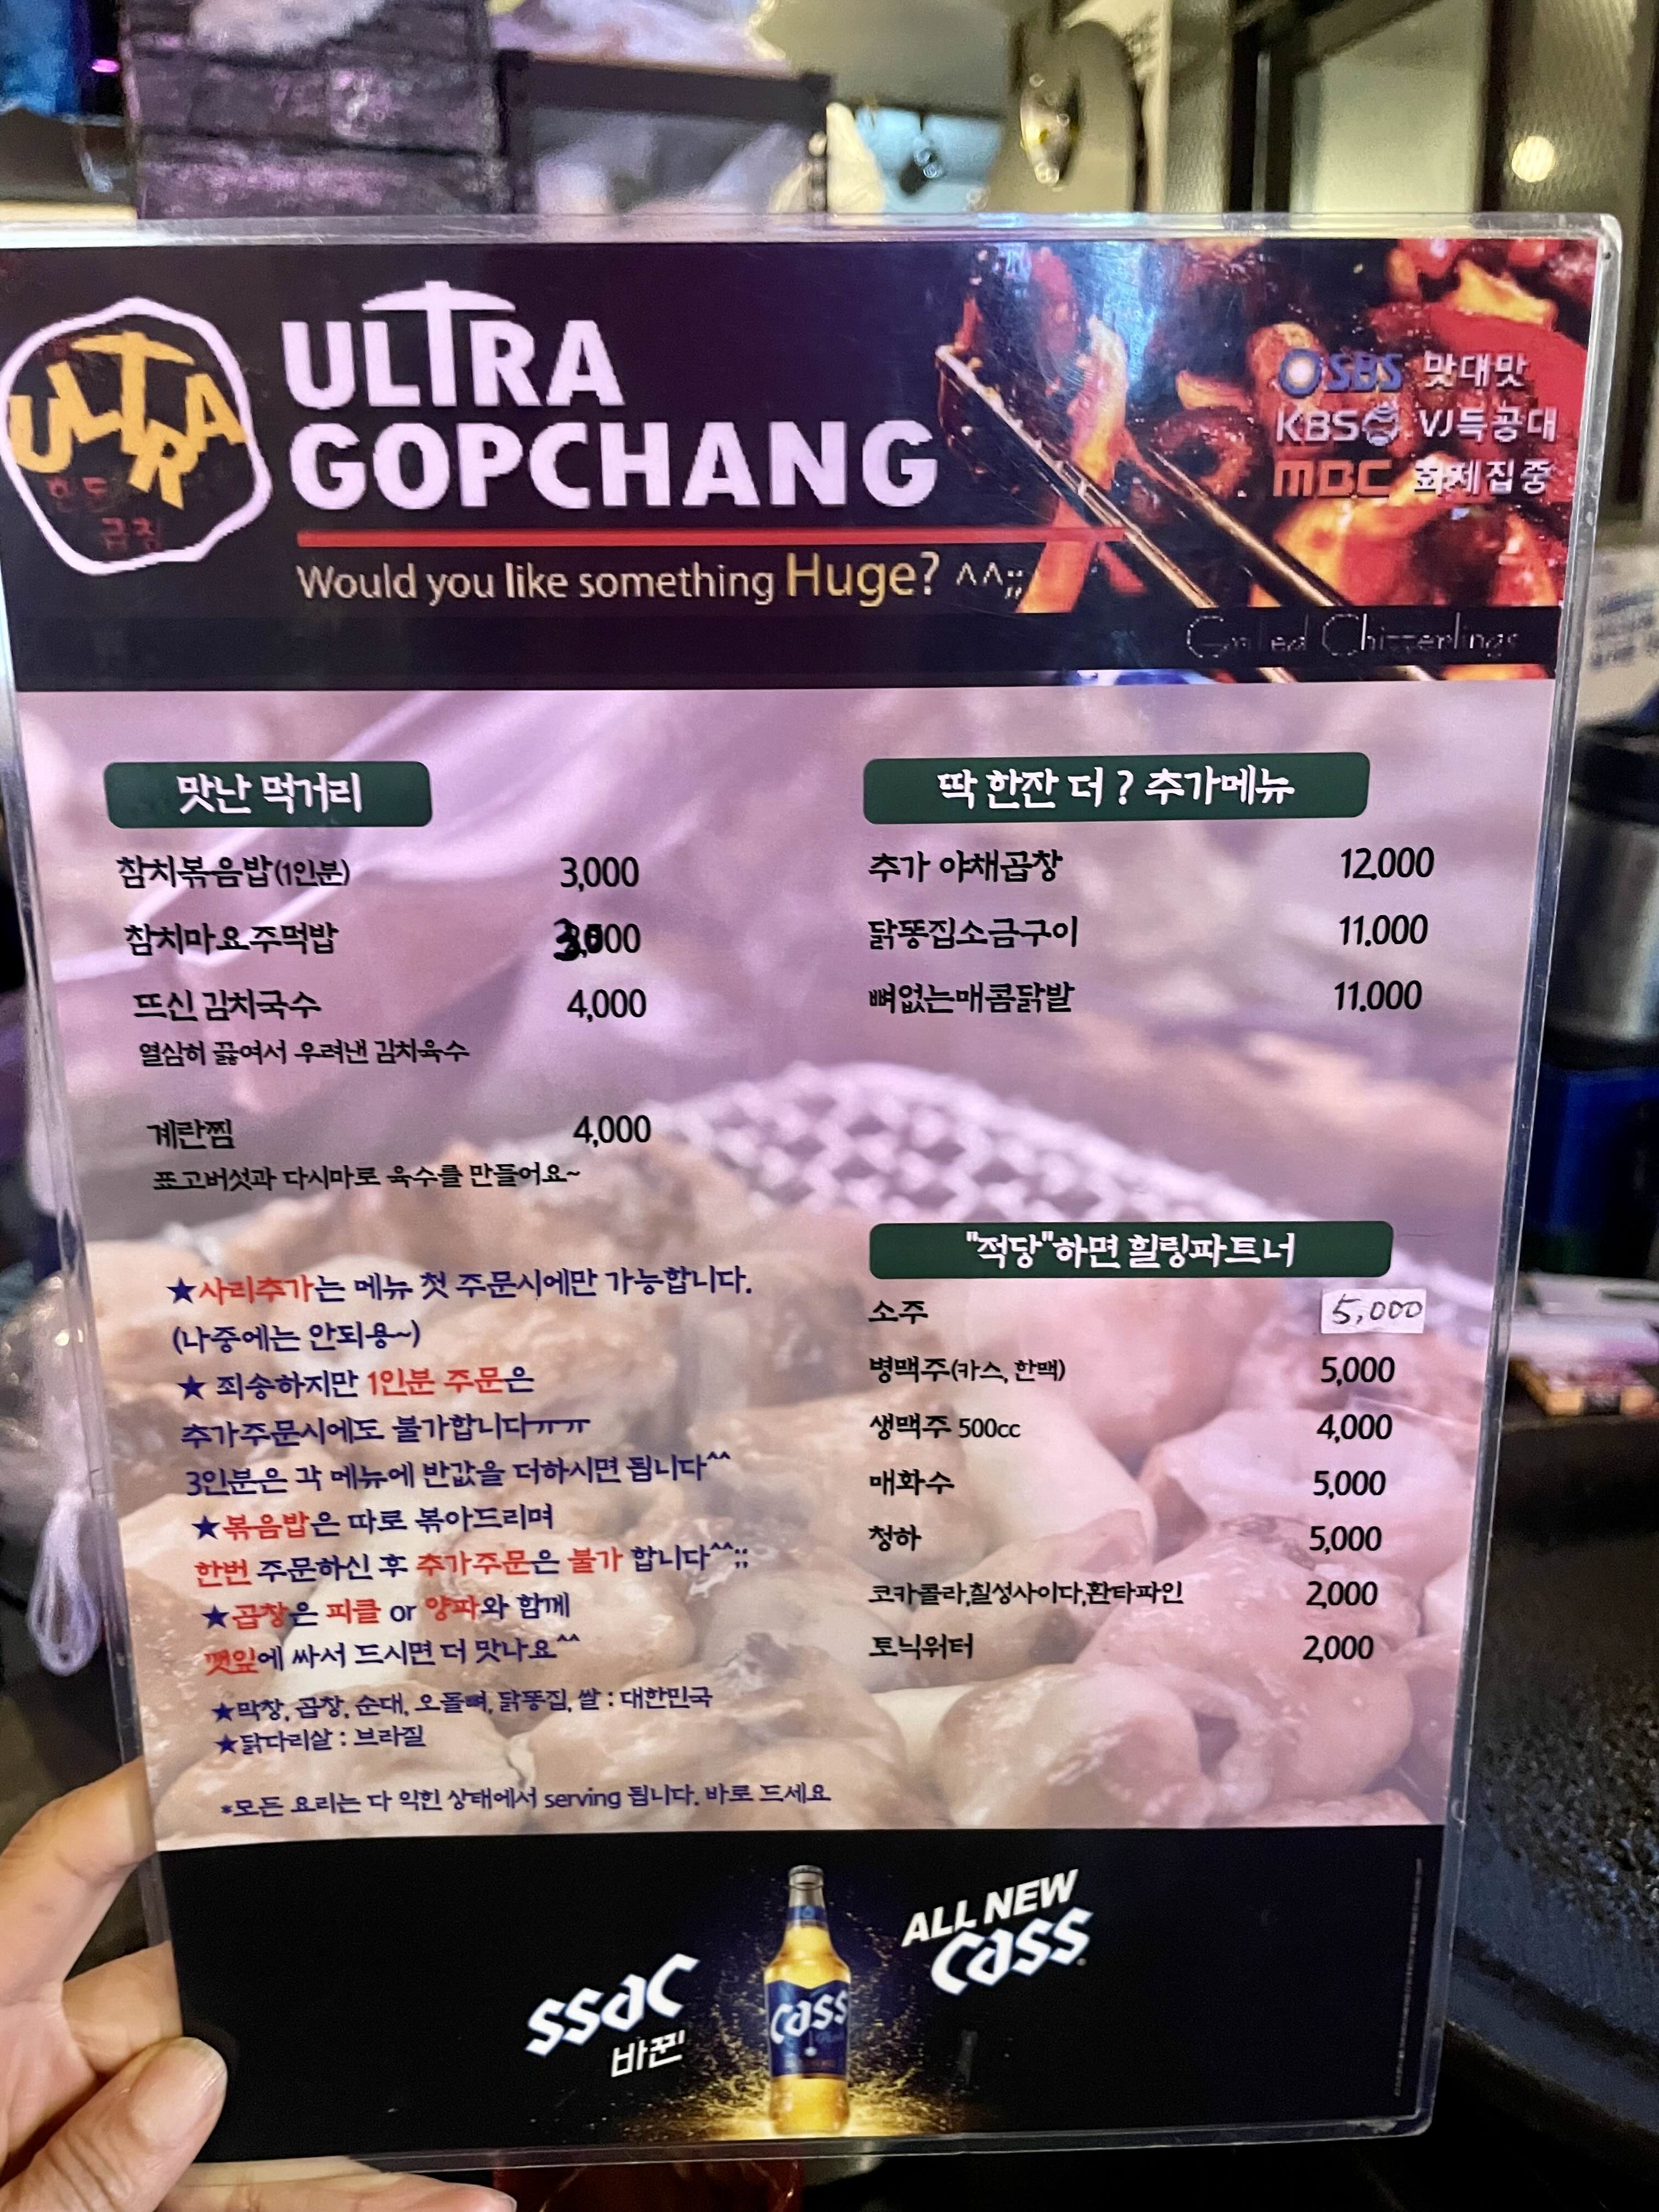 ULTRA
ULTRA
GOPCHANG
Would you like something Huge? ^^;;
SBS 맛대맛
KBS VJ특공대
MBC 화제집중
Grilled Chitterlings
맛난 먹거리
참치볶음밥(1인분) 3,000
참치마요주먹밥 3,500
뜨신 김치국수 4,000
열심히 끓여서 우려낸 김치육수
계란찜 4,000
표고버섯과 다시마로 육수를 만들어요~
★사리추가는 메뉴 첫 주문시에만 가능합니다.
(나중에는 안되용~)
★ 죄송하지만 1인분 주문은
추가주문시에도 불가합니다ㅠㅠ
3인분은 각 메뉴에 반값을 더하시면 됩니다^^
★볶음밥은 따로 볶아드리며
한번 주문하신 후 추가주문은 불가 합니다^^;;
★곱창은 피클 or 양파와 함께
깻잎에 싸서 드시면 더 맛나요^^
★막창, 곱창, 순대, 오돌뼈, 닭똥집, 쌀 : 대한민국
★닭다리살 : 브라질
*모든 요리는 다 익힌 상태에서 serving 됩니다. 바로 드세요
딱 한잔 더 ? 추가메뉴
추가 야채곱창 12,000
닭똥집소금구이 11,000
뼈없는매콤닭발 11,000
"적당"하면 힐링파트너
소주 5,000
병맥주(카스, 한맥) 5,000
생맥주 500cc 4,000
매화수 5,000
청하 5,000
코카콜라,칠성사이다,환타파인 2,000
토닉워터 2,000
ssac
바꾼
cass
ALL NEW
cass